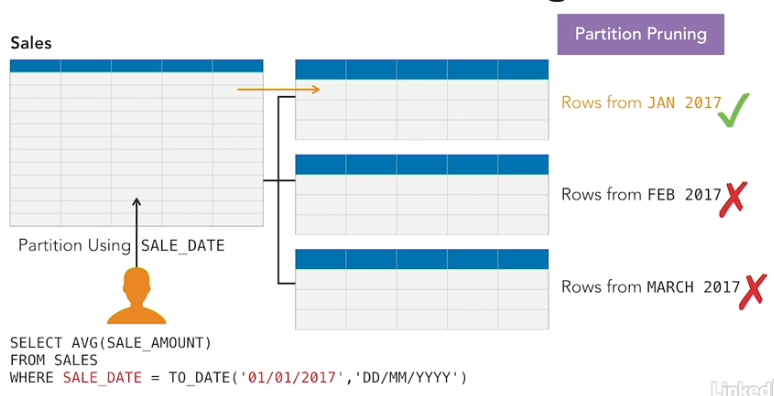 Partition Pruning
Sales
Rows from JAN 2017
Rows from FEB 2017
Partition Using SALE_DATE
Rows from MARCH 2017
SELECT AVG(SALE_AMOUNT)
FROM SALES
WHERE SALE_DATE = TO_DATE('01/01/2017','DD/MM/YYYY')
Linked